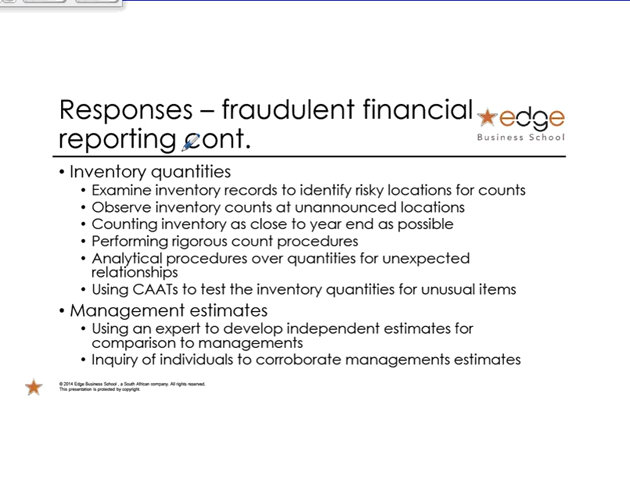 Responses – fraudulent financial
reporting cont.
edge
Business School
• Inventory quantities
• Examine inventory records to identify risky locations for counts
• Observe inventory counts at unannounced locations
• Counting inventory as close to year end as possible
• Performing rigorous count procedures
• Analytical procedures over quantities for unexpected
relationships
• Using CAATs to test the inventory quantities for unusual items
• Management estimates
• Using an expert to develop independent estimates for
comparison to managements
• Inquiry of individuals to corroborate managements estimates
© 2014 Edge Business School , a South African company. All rights reserved.
This presentation is protected by copyright.